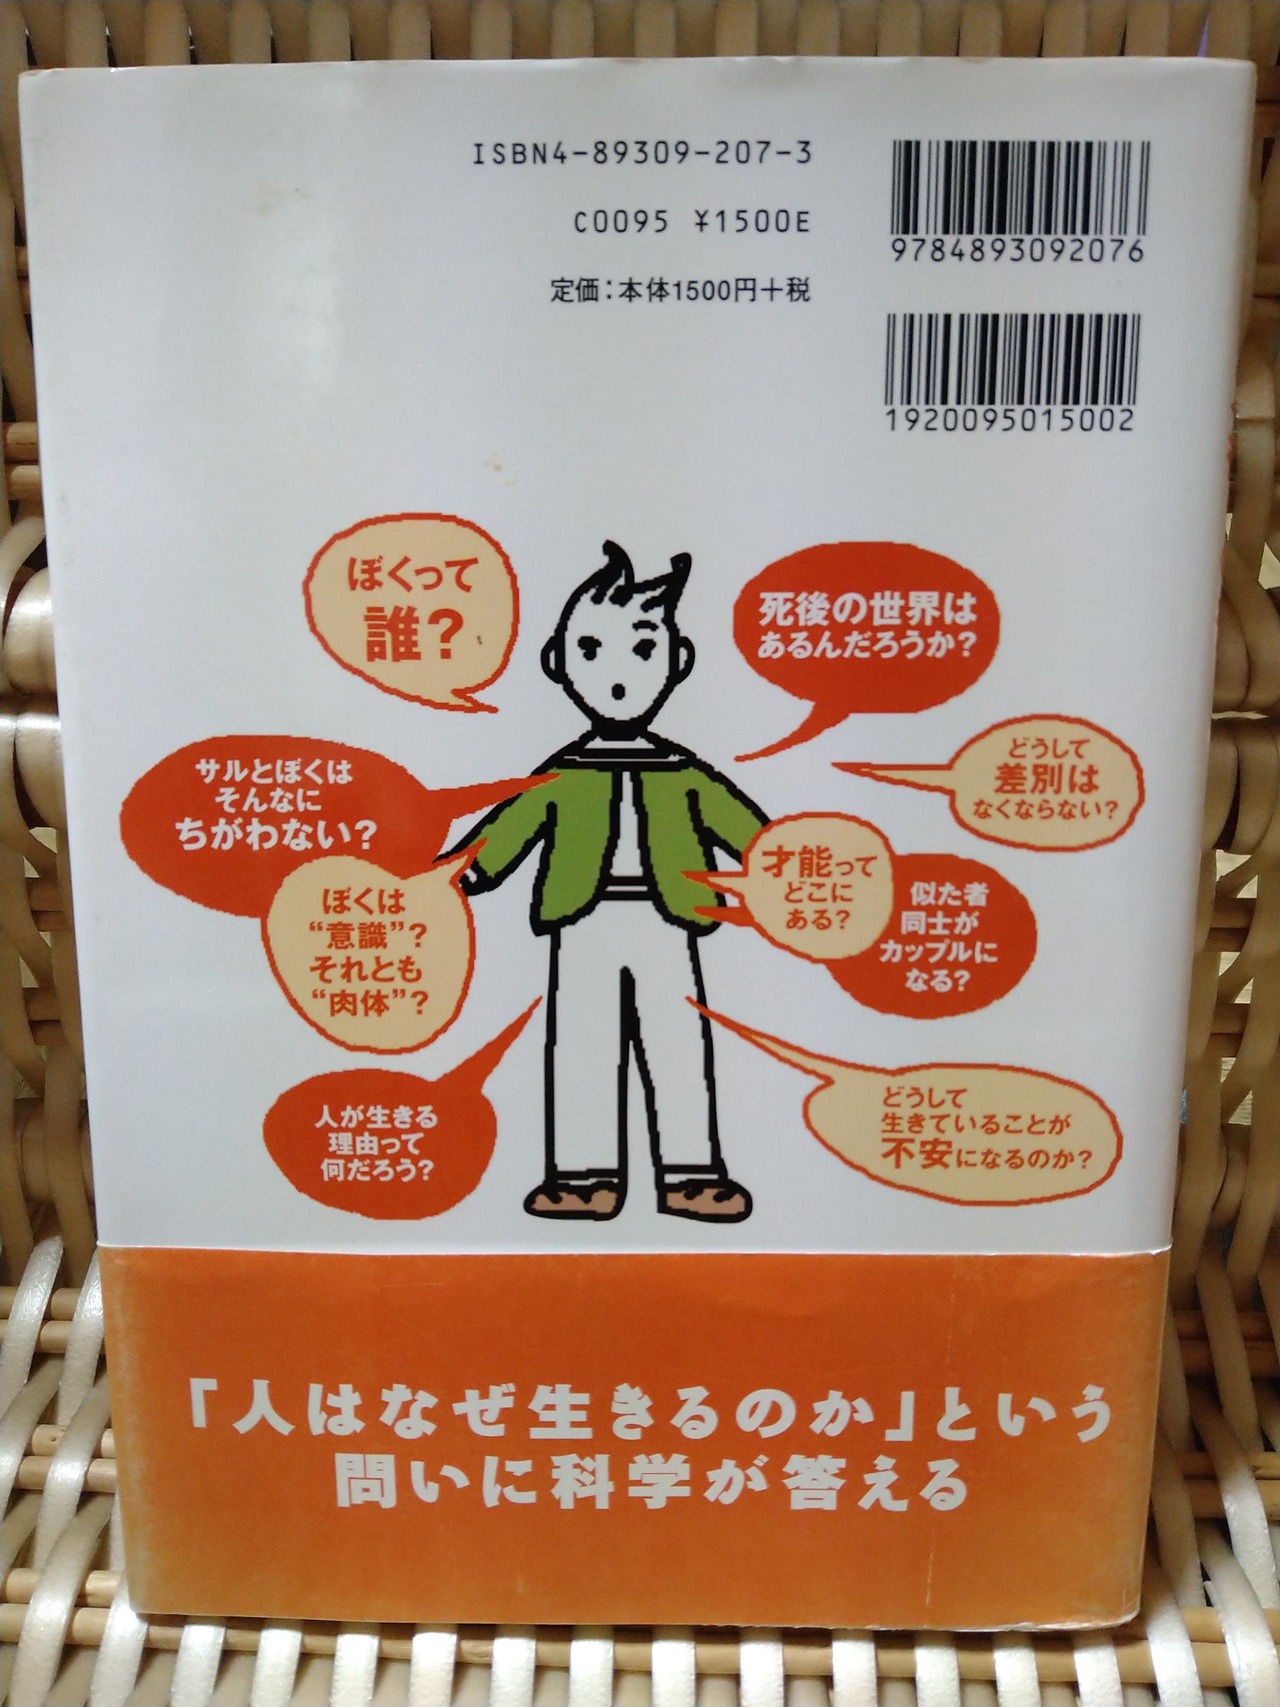 ISBN4-89309-207-3
C0095 ¥1500E
定価：本体1500円＋税
9784893092076
1920095015002
ぼくって
誰？
死後の世界は
あるんだろうか？
サルとぼくは
そんなに
ちがわない？
どうして
差別は
なくならない？
ぼくは
“意識”？
それとも
“肉体”？
才能って
どこに
ある？
似た者
同士が
カップルに
なる？
人が生きる
理由って
何だろう？
どうして
生きていることが
不安になるのか？
「人はなぜ生きるのか」という
問いに科学が答える